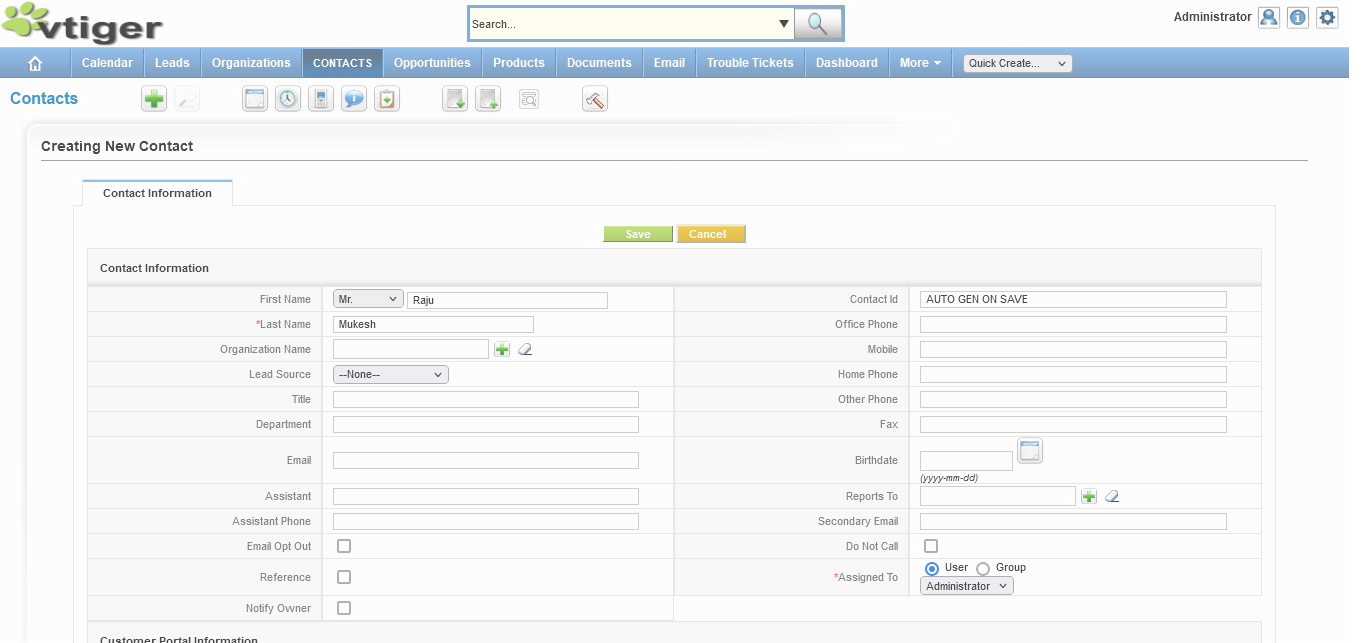 vtiger
Search...
Administrator
Calendar Leads Organizations CONTACTS Opportunities Products Documents Email Trouble Tickets Dashboard More Quick Create...
Contacts
Creating New Contact
Contact Information
Save Cancel
Contact Information
First Name Mr. Raju Contact Id AUTO GEN ON SAVE
*Last Name Mukesh Office Phone
Organization Name Mobile
Lead Source --None-- Home Phone
Title Other Phone
Department Fax
Email Birthdate
(yyyy-mm-dd)
Assistant Reports To
Assistant Phone Secondary Email
Email Opt Out Do Not Call
Reference *Assigned To User Group
Administrator
Notify Owner
Customer Portal Information